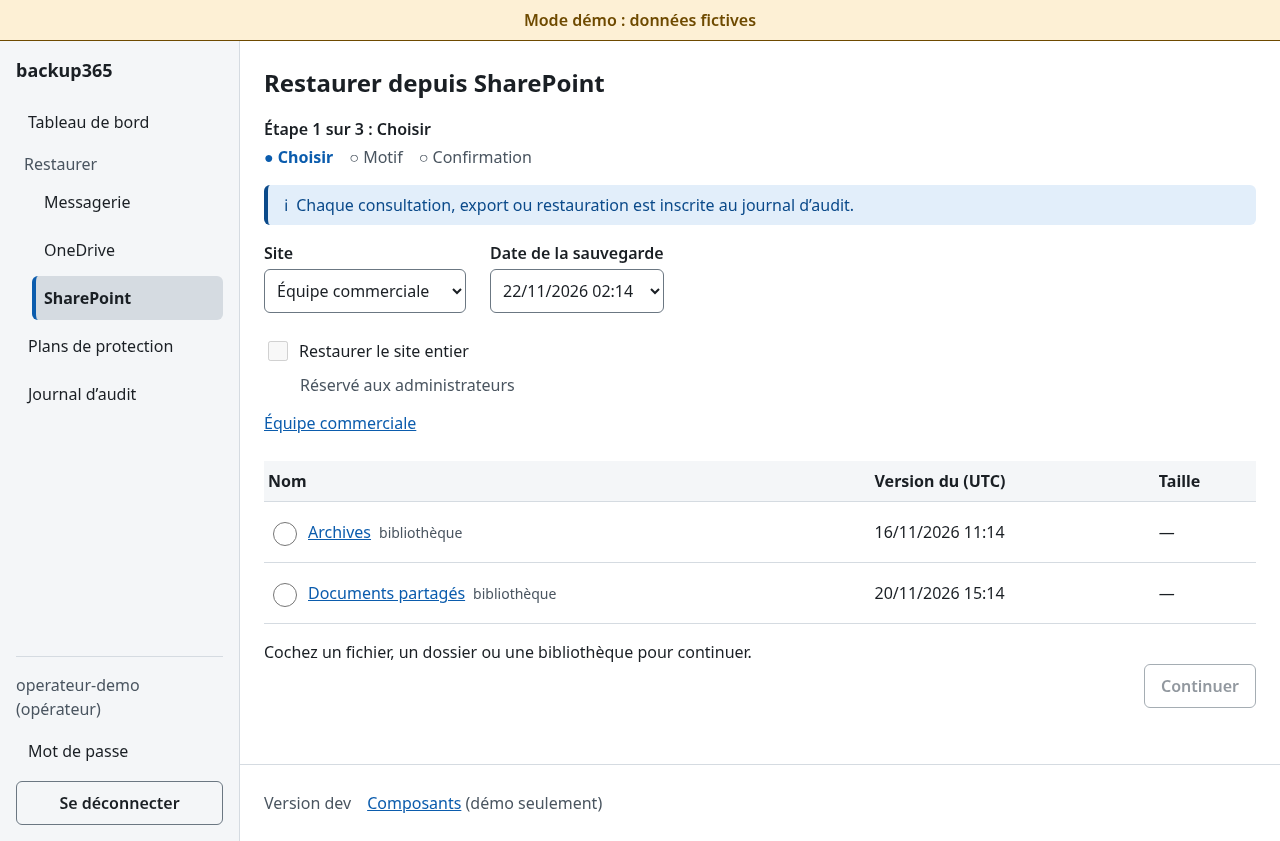 Mode démo : données fictives
backup365
Tableau de bord
Restaurer
Messagerie
OneDrive
SharePoint
Plans de protection
Journal d’audit
operateur-demo
(opérateur)
Mot de passe
Se déconnecter
Restaurer depuis SharePoint
Étape 1 sur 3 : Choisir
● Choisir ○ Motif ○ Confirmation
i Chaque consultation, export ou restauration est inscrite au journal d’audit.
Site Date de la sauvegarde
Équipe commerciale 22/11/2026 02:14
Restaurer le site entier
Réservé aux administrateurs
Équipe commerciale
Nom Version du (UTC) Taille
Archives bibliothèque 16/11/2026 11:14 —
Documents partagés bibliothèque 20/11/2026 15:14 —
Cochez un fichier, un dossier ou une bibliothèque pour continuer.
Continuer
Version dev Composants (démo seulement)